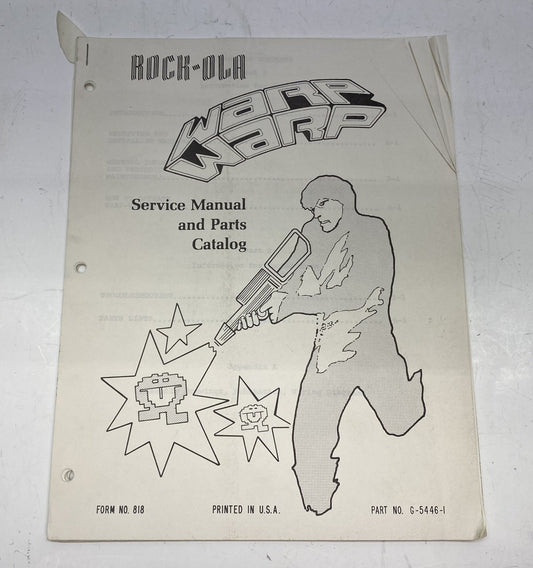 ROCK-OLA
WARP
WARP
Service Manual
and Parts
Catalog
FORM NO. 818
PRINTED IN U.S.A.
PART NO. G-5446-1